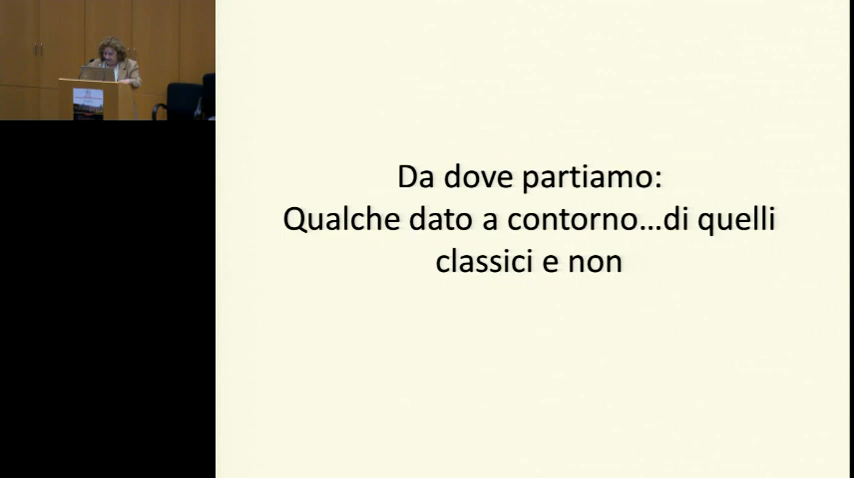 Da dove partiamo:
Qualche dato a contorno...di quelli
classici e non